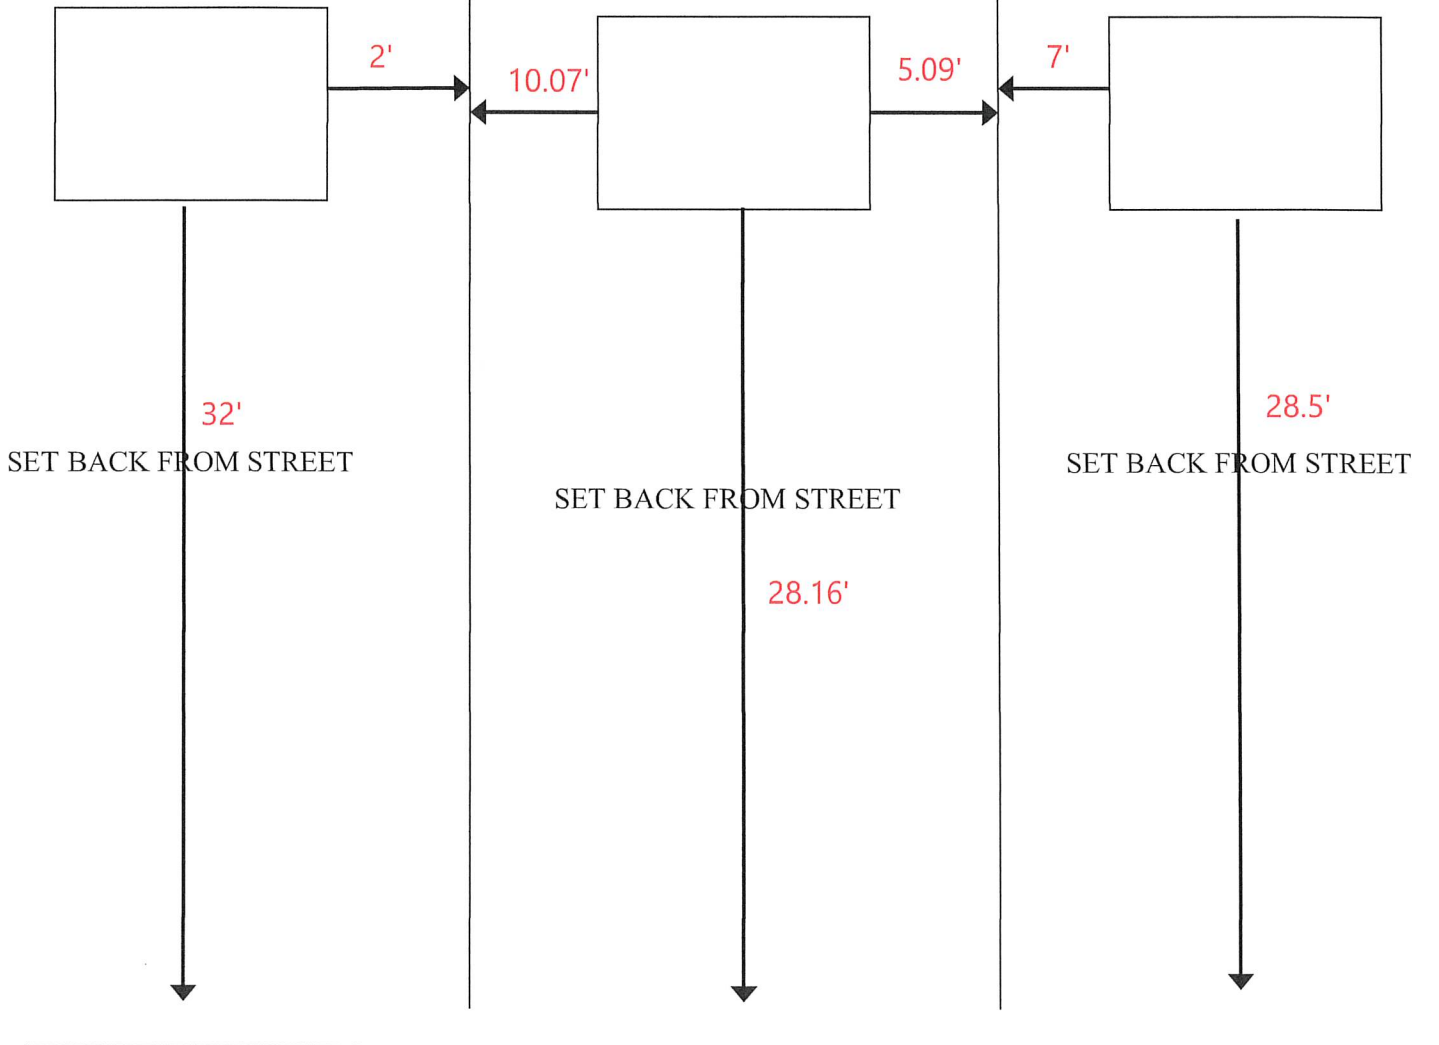 2'
10.07'
5.09'
7'
32'
SET BACK FROM STREET
28.5'
SET BACK FROM STREET
SET BACK FROM STREET
28.16'